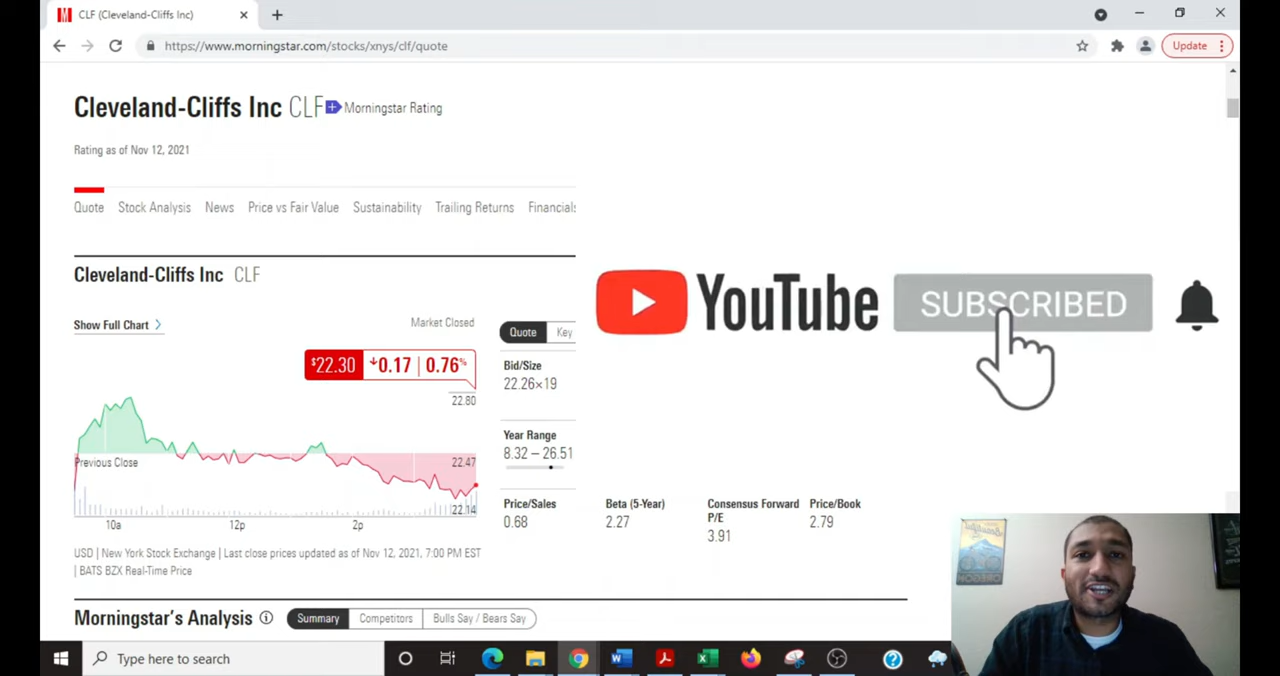 CLF (Cleveland-Cliffs Inc)
https://www.morningstar.com/stocks/xnys/clf/quote
Update
Cleveland-Cliffs Inc CLF Morningstar Rating
Rating as of Nov 12, 2021
Quote Stock Analysis News Price vs Fair Value Sustainability Trailing Returns Financials
Cleveland-Cliffs Inc CLF
Show Full Chart
Market Closed
$22.30 0.17 | 0.76%
22.80
Previous Close 22.47
22.14
10a 12p 2p
Quote Key
Bid/Size
22.26×19
Year Range
8.32 – 26.51
Price/Sales
0.68
Beta (5-Year)
2.27
Consensus Forward P/E
3.91
Price/Book
2.79
USD | New York Stock Exchange | Last close prices updated as of Nov 12, 2021, 7:00 PM EST
| BATS BZX Real-Time Price
Morningstar's Analysis Summary Competitors Bulls Say / Bears Say
YouTube SUBSCRIBED
OREGON
Type here to search